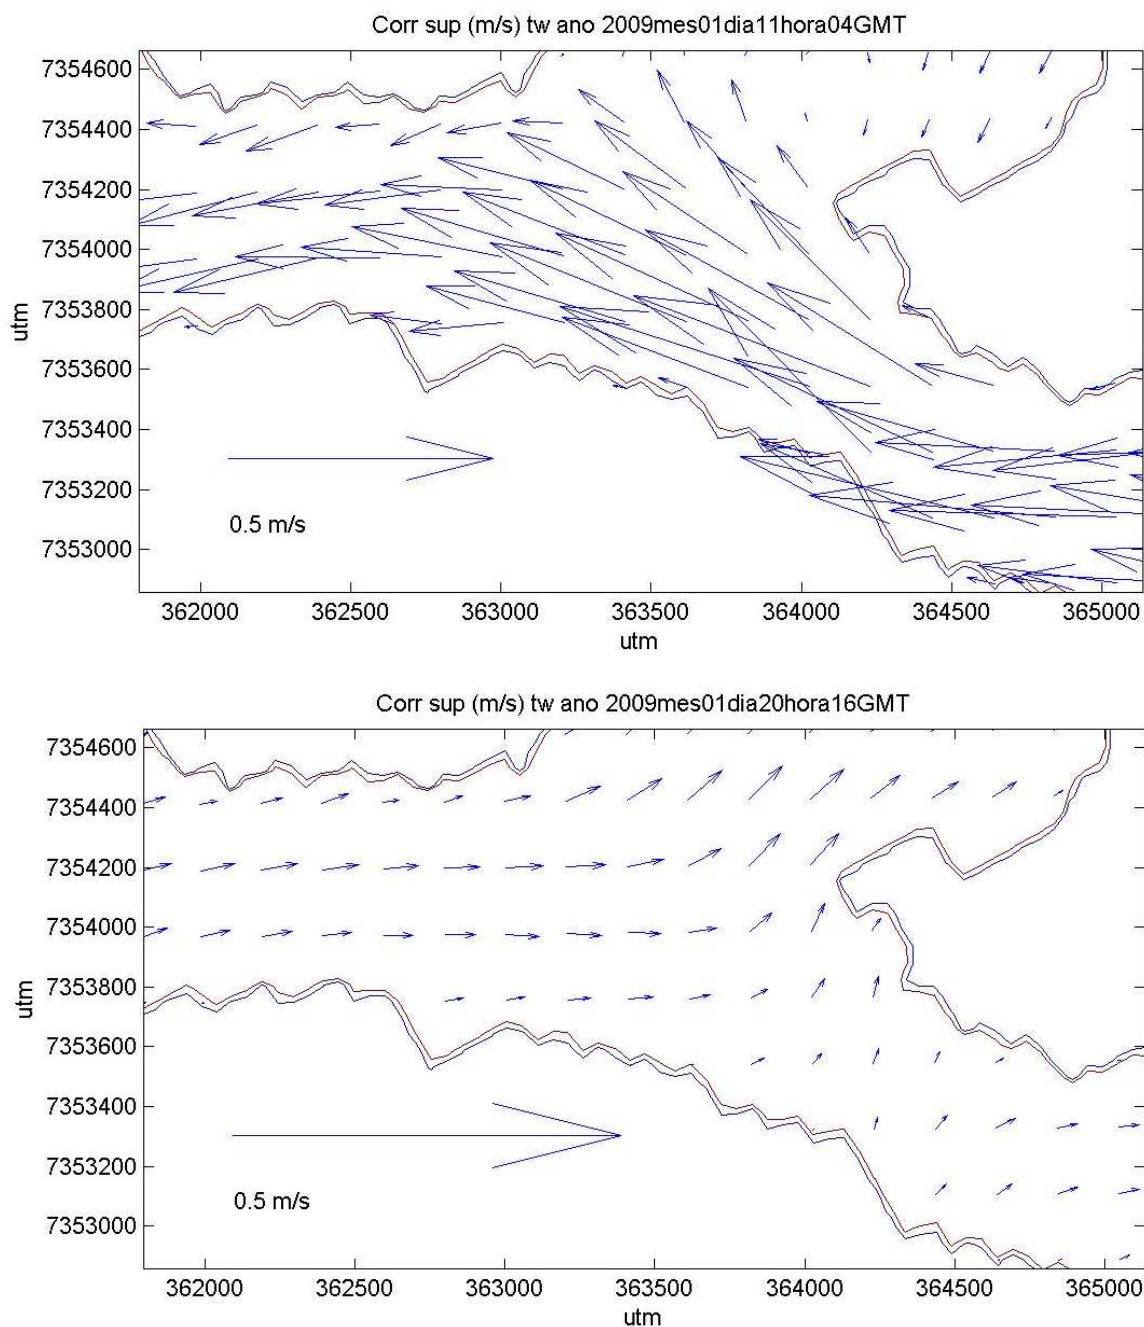 Corr sup (m/s) tw ano 2009mes01dia11hora04GMT
7354600
7354400
7354200
7354000
7353800
7353600
7353400
7353200
7353000
utm
0.5 m/s
362000 362500 363000 363500 364000 364500 365000
utm
Corr sup (m/s) tw ano 2009mes01dia20hora16GMT
7354600
7354400
7354200
7354000
7353800
7353600
7353400
7353200
7353000
utm
0.5 m/s
362000 362500 363000 363500 364000 364500 365000
utm